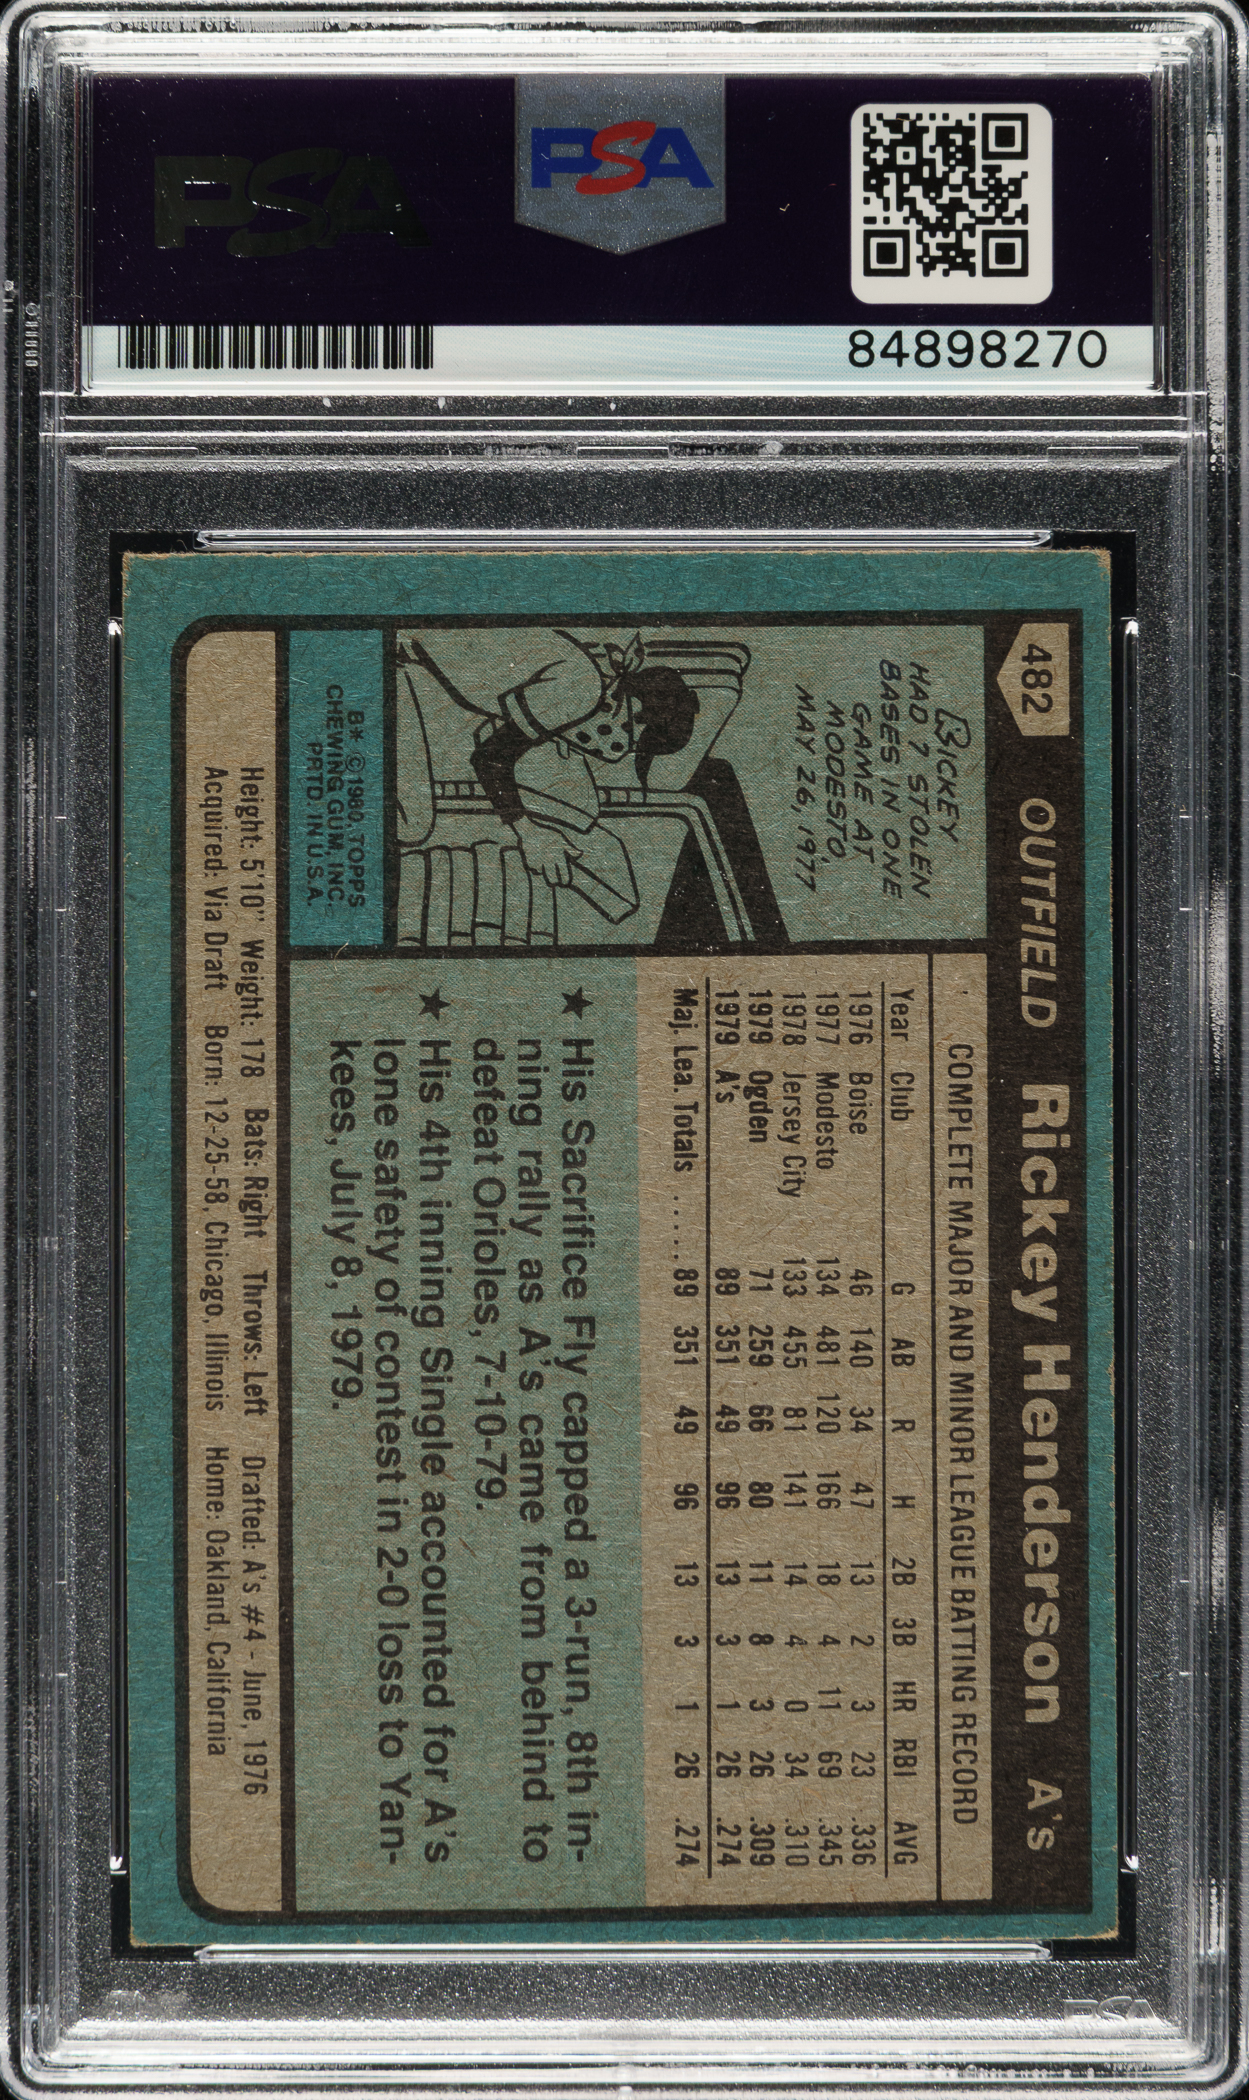 PSA
PSA
84898270
482 OUTFIELD Rickey Henderson A's
RICKEY
HAD 7 STOLEN
BASES IN ONE
GAME AT
MODESTO,
MAY 26, 1977
B* ©1980 TOPPS
CHEWING GUM, INC.
PRTD. IN U.S.A.
COMPLETE MAJOR AND MINOR LEAGUE BATTING RECORD
Year Club G AB R H 2B 3B HR RBI AVG
1976 Boise 46 140 34 47 13 2 3 23 .336
1977 Modesto 134 481 120 166 18 4 11 69 .345
1978 Jersey City 133 455 81 141 14 4 0 34 .310
1979 Ogden 71 259 66 80 11 8 3 26 .309
1979 A's 89 351 49 96 13 3 1 26 .274
Maj. Lea. Totals ...... 89 351 49 96 13 3 1 26 .274
★ His Sacrifice Fly capped a 3-run, 8th in-
ning rally as A's came from behind to
defeat Orioles, 7-10-79.
★ His 4th inning Single accounted for A's
lone safety of contest in 2-0 loss to Yan-
kees, July 8, 1979.
Height: 5'10" Weight: 178 Bats: Right Throws: Left Drafted: A's #4 - June, 1976
Acquired: Via Draft Born: 12-25-58, Chicago, Illinois Home: Oakland, California
PSA